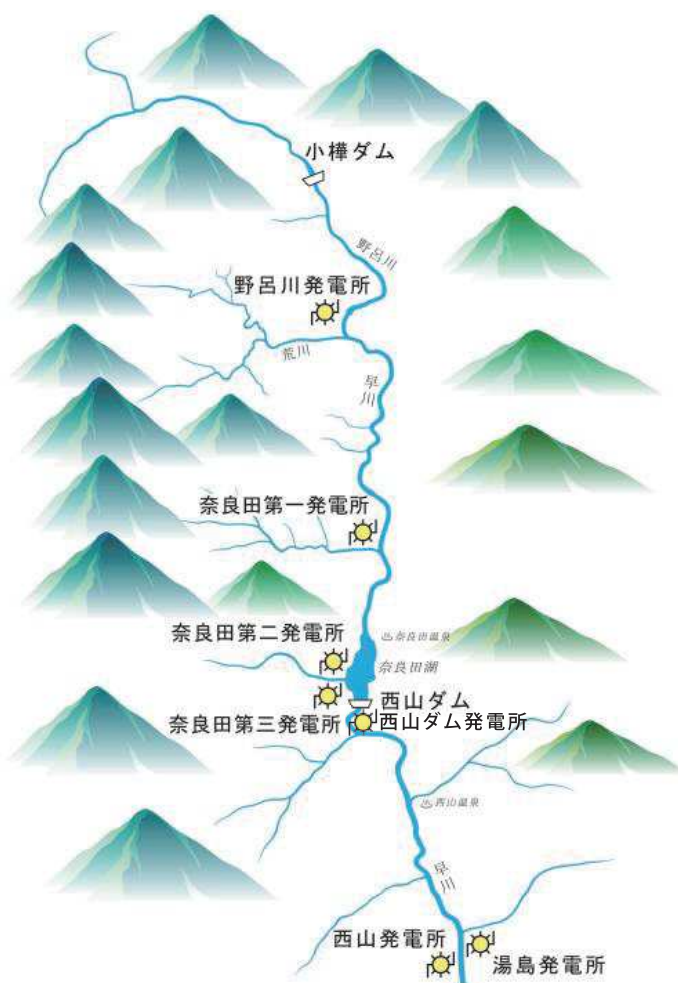 小樺ダム
野呂川
野呂川発電所
荒川
早川
奈良田第一発電所
奈良田温泉
奈良田第二発電所
奈良田湖
西山ダム
奈良田第三発電所
西山ダム発電所
西山温泉
早川
西山発電所
湯島発電所